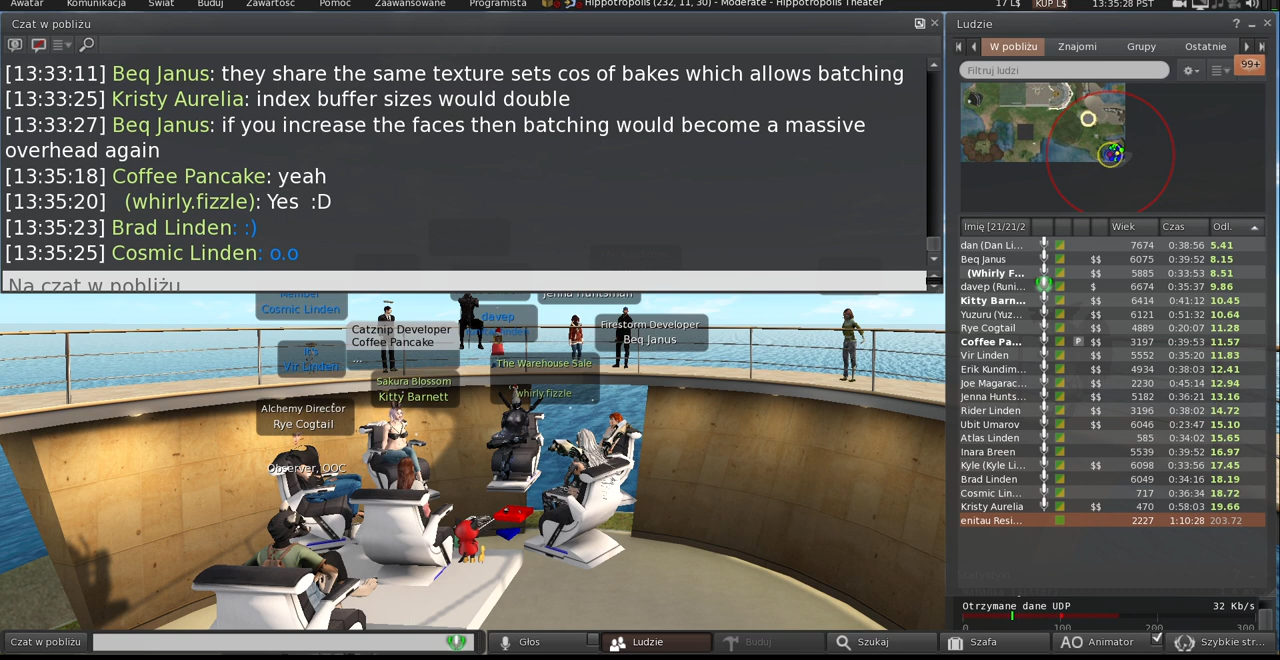 Awatar Komunikacja Świat Buduj Zawartość Pomoc Zaawansowane Programista Hippotropolis (232, 11, 30) - Moderate - Hippotropolis Theater 17 L$ KUP L$ 13:35:28 PST
Czat w pobliżu
[13:33:11] Beq Janus: they share the same texture sets cos of bakes which allows batching
[13:33:25] Kristy Aurelia: index buffer sizes would double
[13:33:27] Beq Janus: if you increase the faces then batching would become a massive
overhead again
[13:35:18] Coffee Pancake: yeah
[13:35:20] (whirly.fizzle): Yes :D
[13:35:23] Brad Linden: :)
[13:35:25] Cosmic Linden: o.o
Na czat w pobliżu
Member
Cosmic Linden
Jenna Huntsman
davep
Catznip Developer
Coffee Pancake
...
Firestorm Developer
Beq Janus
It's
Vir Linden
The Warehouse Sale
whirly.fizzle
Sakura Blossom
Kitty Barnett
Alchemy Director
Rye Cogtail
Observer, OOC
Ludzie
? _ ×
W pobliżu Znajomi Grupy Ostatnie
Filtruj ludzi
99+
Imię [21/21/2 Wiek Czas Odl.
dan (Dan Li... 7674 0:38:56 5.41
Beq Janus $$ 6075 0:39:52 8.15
(Whirly F... $$ 5885 0:33:53 8.51
davep (Runi... $ 6674 0:35:37 9.86
Kitty Barn... $$ 6414 0:41:12 10.45
Yuzuru (Yuz... $$ 6121 0:51:32 10.64
Rye Cogtail $$ 4889 0:20:07 11.28
Coffee Pa... P $$ 3197 0:39:53 11.57
Vir Linden $$ 5552 0:35:20 11.83
Erik Kundim... $$ 4934 0:38:03 12.41
Joe Magarac... $$ 2230 0:45:14 12.94
Jenna Hunts... $$ 5182 0:36:21 13.16
Rider Linden $$ 3196 0:38:02 14.72
Ubit Umarov $$ 6046 0:23:47 15.10
Atlas Linden 585 0:34:02 15.65
Inara Breen 5539 0:39:52 16.97
Kyle (Kyle Li... $$ 6098 0:33:56 17.45
Brad Linden 6049 0:34:16 18.19
Cosmic Lin... 717 0:36:34 18.72
Kristy Aurelia $$ 470 0:58:03 19.66
enitau Resi... 2227 1:10:28 203.72
Otrzymane dane UDP 32 Kb/s
0 100 200 300
Czat w pobliżu Głos Ludzie Buduj Szukaj Szafa AO Animator Szybkie str...